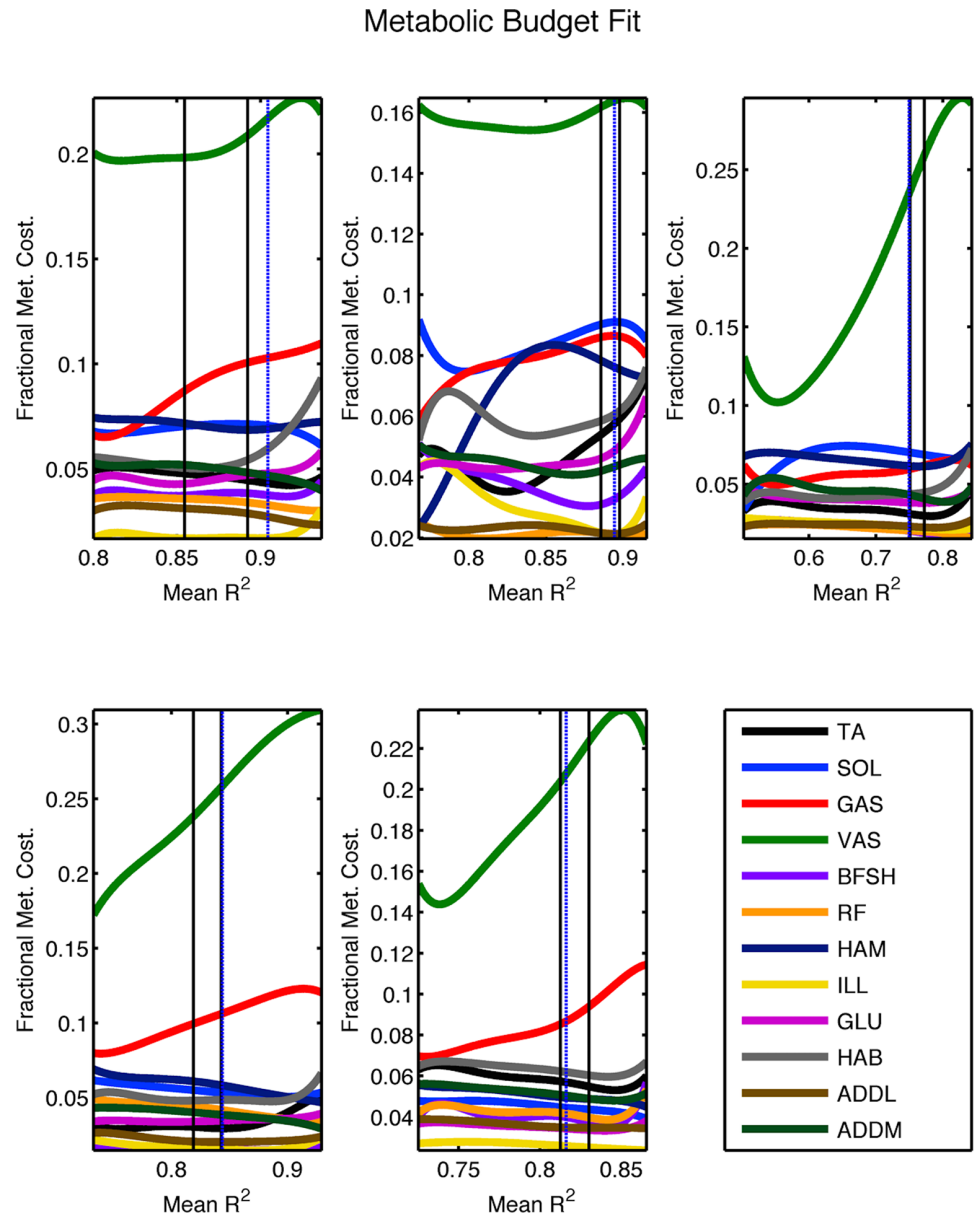 Metabolic Budget Fit
Fractional Met. Cost.
0.2
0.15
0.1
0.05
0.8 0.85 0.9
Mean R²
Fractional Met. Cost.
0.16
0.14
0.12
0.1
0.08
0.06
0.04
0.02
0.8 0.85 0.9
Mean R²
Fractional Met. Cost.
0.25
0.2
0.15
0.1
0.05
0.6 0.7 0.8
Mean R²
Fractional Met. Cost.
0.3
0.25
0.2
0.15
0.1
0.05
0.8 0.9
Mean R²
Fractional Met. Cost.
0.22
0.2
0.18
0.16
0.14
0.12
0.1
0.08
0.06
0.04
0.75 0.8 0.85
Mean R²
TA
SOL
GAS
VAS
BFSH
RF
HAM
ILL
GLU
HAB
ADDL
ADDM